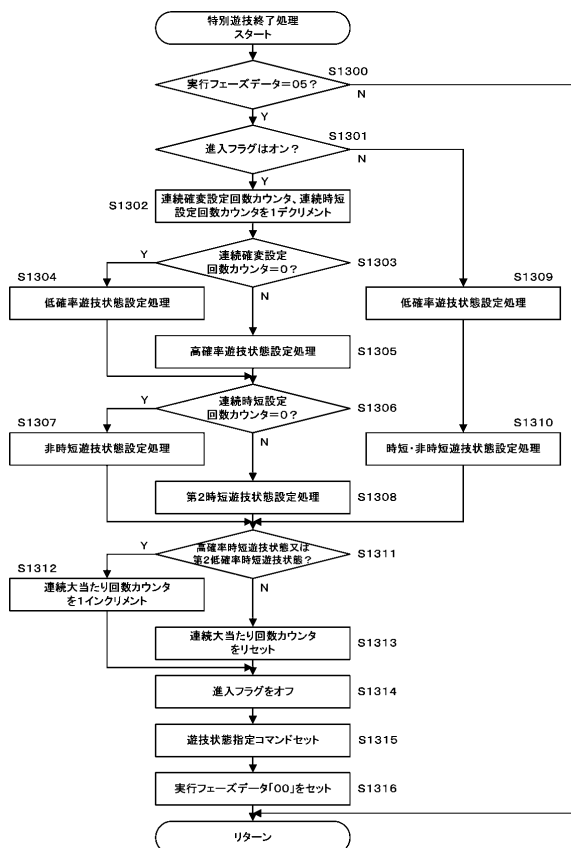 特別遊技終了処理
スタート
S1300
実行フェーズデータ=05?
N
Y
S1301
進入フラグはオン?
N
Y
S1302
連続確変設定回数カウンタ、連続時短
設定回数カウンタを1デクリメント
Y
連続確変設定
回数カウンタ=0?
S1303
S1304
N
S1309
低確率遊技状態設定処理
低確率遊技状態設定処理
高確率遊技状態設定処理
S1305
Y
連続時短設定
回数カウンタ=0?
S1306
S1307
N
S1310
非時短遊技状態設定処理
時短・非時短遊技状態設定処理
第2時短遊技状態設定処理
S1308
Y
高確率時短遊技状態又は
第2低確率時短遊技状態?
S1311
S1312
N
連続大当たり回数カウンタ
を1インクリメント
連続大当たり回数カウンタ
をリセット
S1313
進入フラグをオフ
S1314
遊技状態指定コマンドセット
S1315
実行フェーズデータ「00」をセット
S1316
リターン